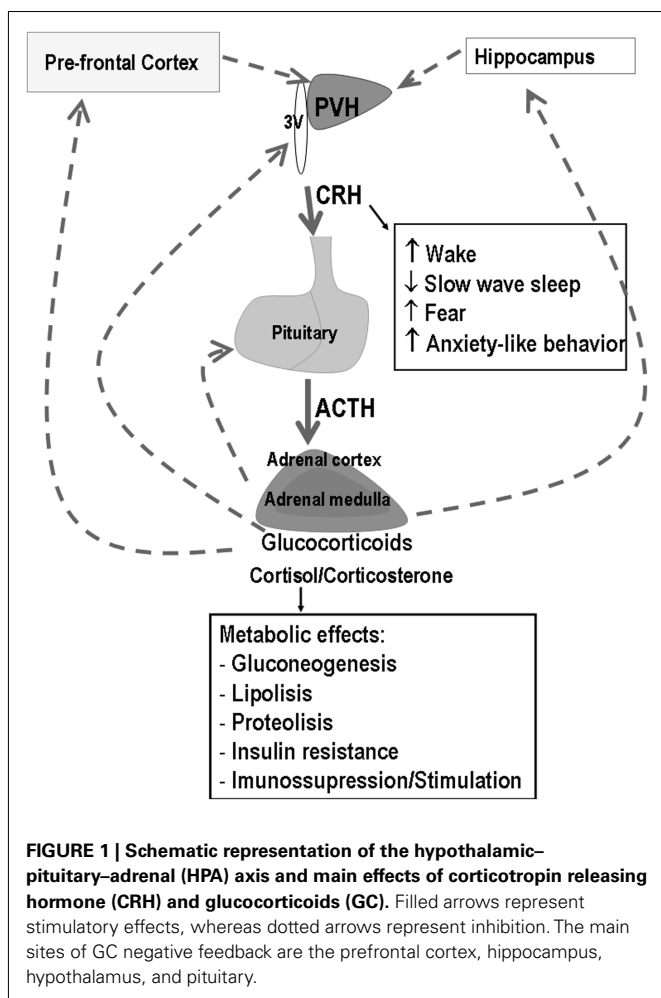 Pre-frontal Cortex
Hippocampus
PVH
3V
CRH
↑ Wake
↓ Slow wave sleep
↑ Fear
↑ Anxiety-like behavior
Pituitary
ACTH
Adrenal cortex
Adrenal medulla
Glucocorticoids
Cortisol/Corticosterone
Metabolic effects:
- Gluconeogenesis
- Lipolisis
- Proteolisis
- Insulin resistance
- Imunossupression/Stimulation
FIGURE 1 | Schematic representation of the hypothalamic–
pituitary–adrenal (HPA) axis and main effects of corticotropin releasing
hormone (CRH) and glucocorticoids (GC). Filled arrows represent
stimulatory effects, whereas dotted arrows represent inhibition. The main
sites of GC negative feedback are the prefrontal cortex, hippocampus,
hypothalamus, and pituitary.